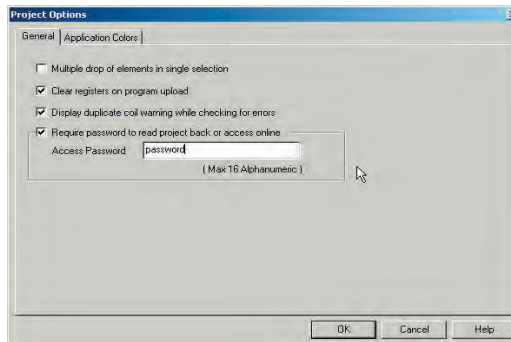 Project Options
General Application Colors
Multiple drop of elements in single selection
Clear registers on program upload
Display duplicate coil warning while checking for errors
Require password to read project back or access online
Access Password password
( Max 16 Alphanumeric )
OK Cancel Help